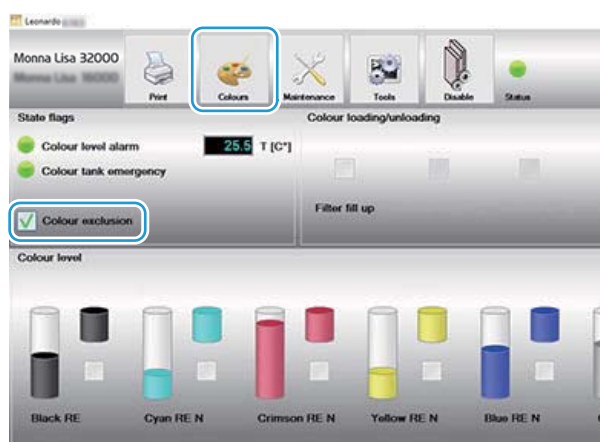 Leonardo
Monna Lisa 32000
Print
Colours
Maintenance
Tools
Disable
Status
State flags
Colour level alarm
25.5 T [C°]
Colour tank emergency
Colour exclusion
Colour loading/unloading
Filter fill up
Colour level
Black RE
Cyan RE N
Crimson RE N
Yellow RE N
Blue RE N